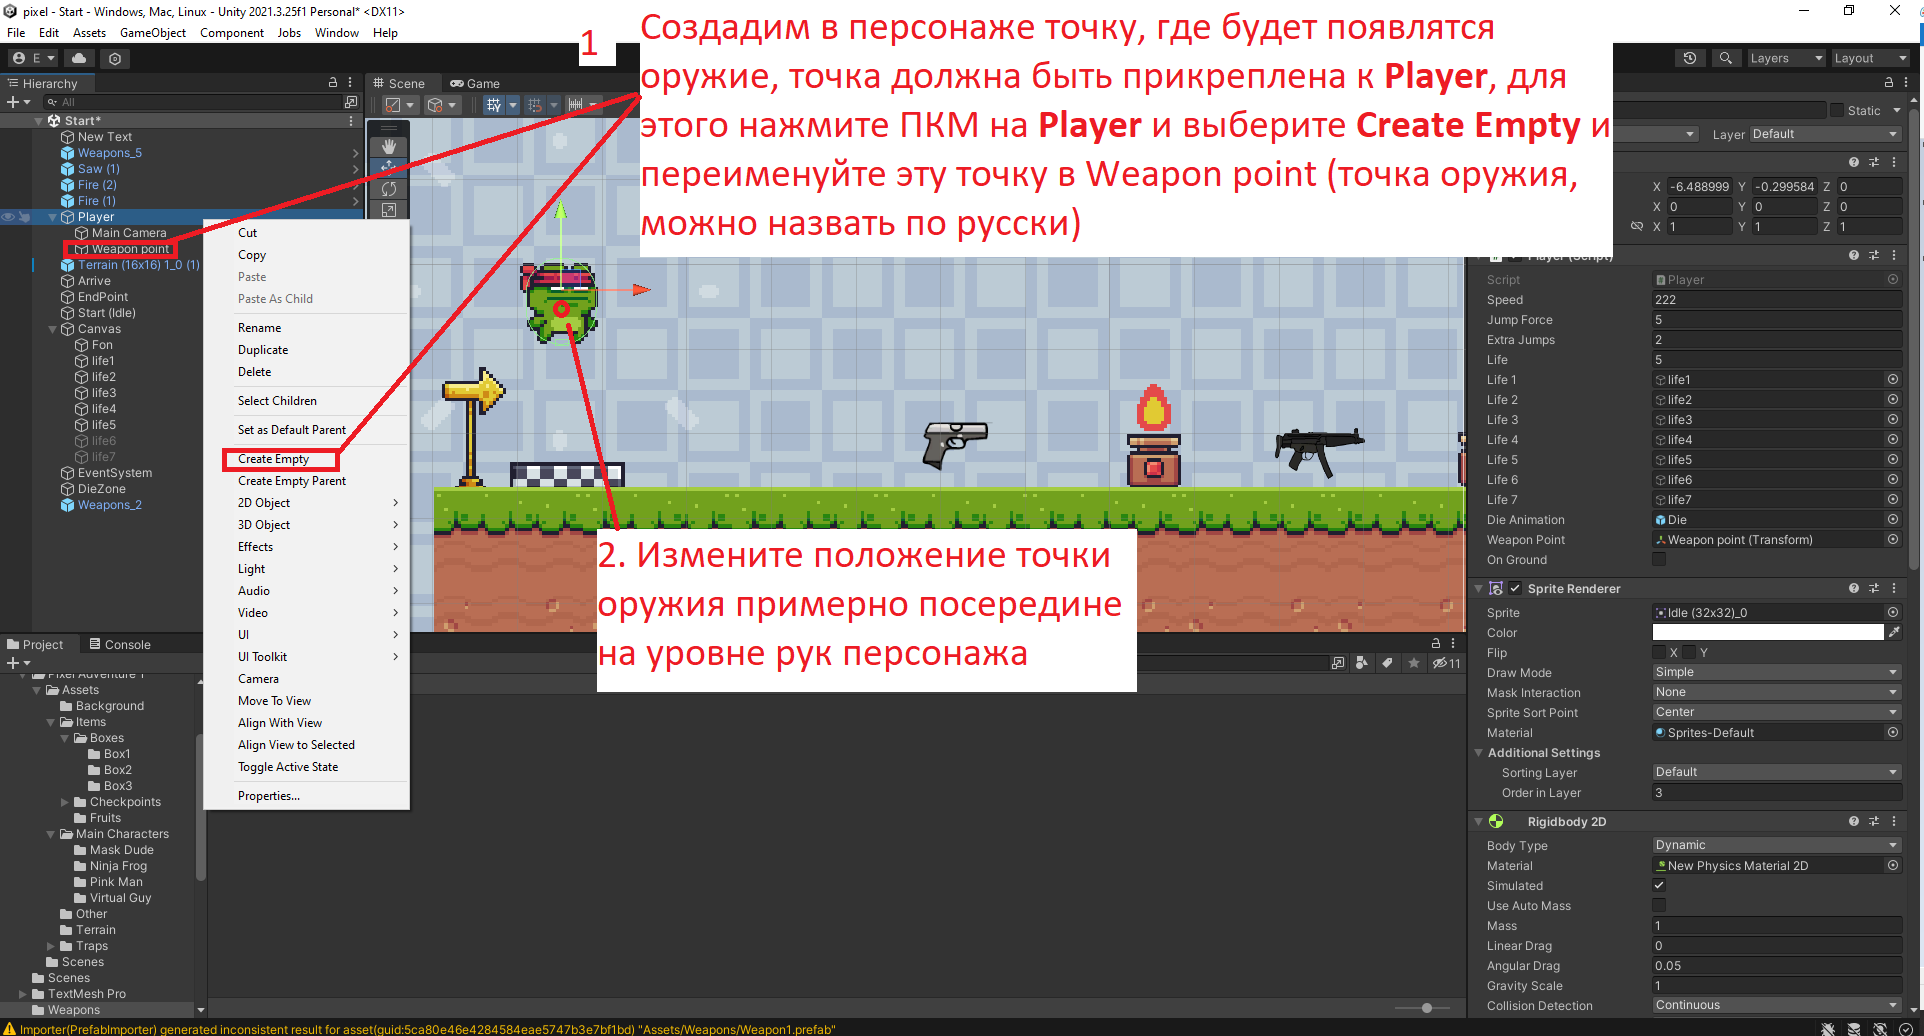 pixel - Start - Windows, Mac, Linux - Unity 2021.3.25f1 Personal* <DX11>
File Edit Assets GameObject Component Jobs Window Help
E
Layers
Layout
Hierarchy
All
Start*
New Text
Weapons_5
Saw (1)
Fire (2)
Fire (1)
Player
Main Camera
Weapon point
Terrain (16x16) 1_0 (1)
Arrive
EndPoint
Start (Idle)
Canvas
Fon
life1
life2
life3
life4
life5
life6
life7
EventSystem
DieZone
Weapons_2
Cut
Copy
Paste
Paste As Child
Rename
Duplicate
Delete
Select Children
Set as Default Parent
Create Empty
Create Empty Parent
2D Object
3D Object
Effects
Light
Audio
Video
UI
UI Toolkit
Camera
Move To View
Align With View
Align View to Selected
Toggle Active State
Properties...
Scene
Game
1
Создадим в персонаже точку, где будет появлятся
оружие, точка должна быть прикреплена к Player, для
этого нажмите ПКМ на Player и выберите Create Empty и
переименуйте эту точку в Weapon point (точка оружия,
можно назвать по русски)
2. Измените положение точки
оружия примерно посередине
на уровне рук персонажа
Static
Layer Default
X -6.488999 Y -0.299584 Z 0
X 0 Y 0 Z 0
X 1 Y 1 Z 1
Player (Script)
Script Player
Speed 222
Jump Force 5
Extra Jumps 2
Life 5
Life 1 life1
Life 2 life2
Life 3 life3
Life 4 life4
Life 5 life5
Life 6 life6
Life 7 life7
Die Animation Die
Weapon Point Weapon point (Transform)
On Ground
Sprite Renderer
Sprite Idle (32x32)_0
Color
Flip X Y
Draw Mode Simple
Mask Interaction None
Sprite Sort Point Center
Material Sprites-Default
Additional Settings
Sorting Layer Default
Order in Layer 3
Rigidbody 2D
Body Type Dynamic
Material New Physics Material 2D
Simulated
Use Auto Mass
Mass 1
Linear Drag 0
Angular Drag 0.05
Gravity Scale 1
Collision Detection Continuous
Project
Console
11
Pixel Adventure 1
Assets
Background
Items
Boxes
Box1
Box2
Box3
Checkpoints
Fruits
Main Characters
Mask Dude
Ninja Frog
Pink Man
Virtual Guy
Other
Terrain
Traps
Scenes
Scenes
TextMesh Pro
Weapons
Importer(PrefabImporter) generated inconsistent result for asset(guid:5ca80e46e4284584eae5747b3e7bf1bd) "Assets/Weapons/Weapon1.prefab"